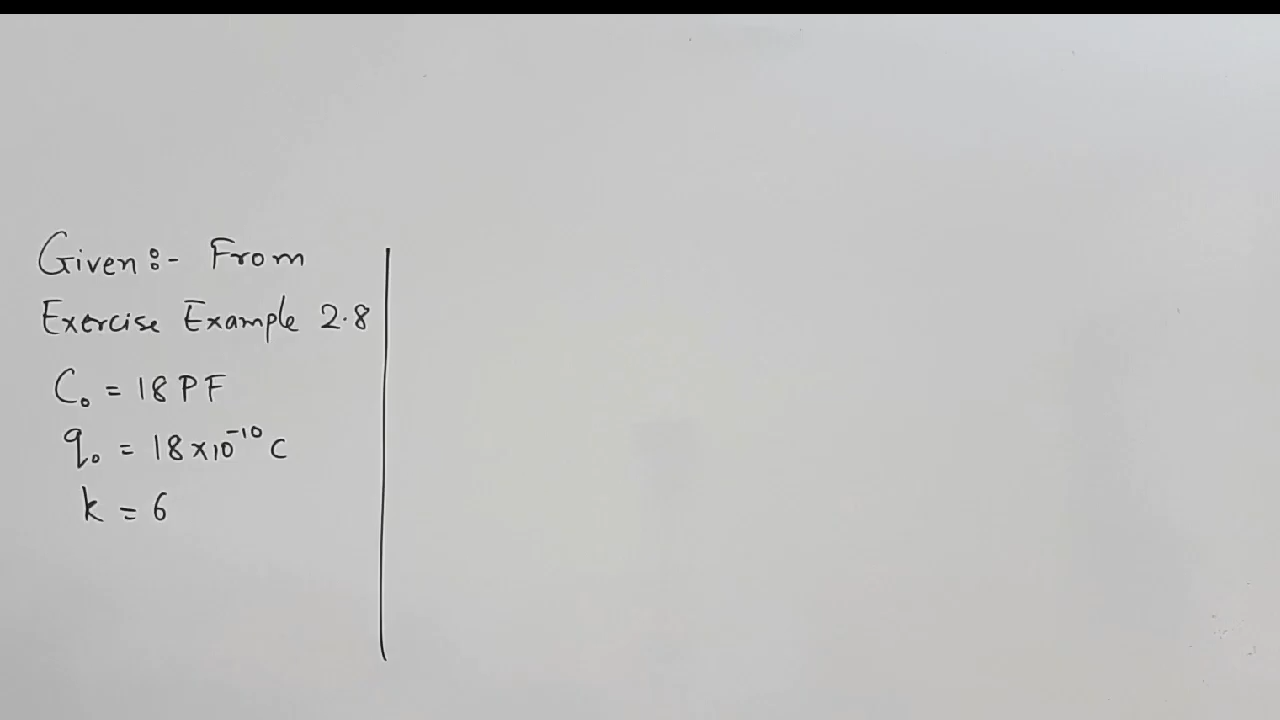 Given:- From
Exercise Example 2.8
C₀ = 18 PF
q₀ = 18×10⁻¹⁰ C
k = 6